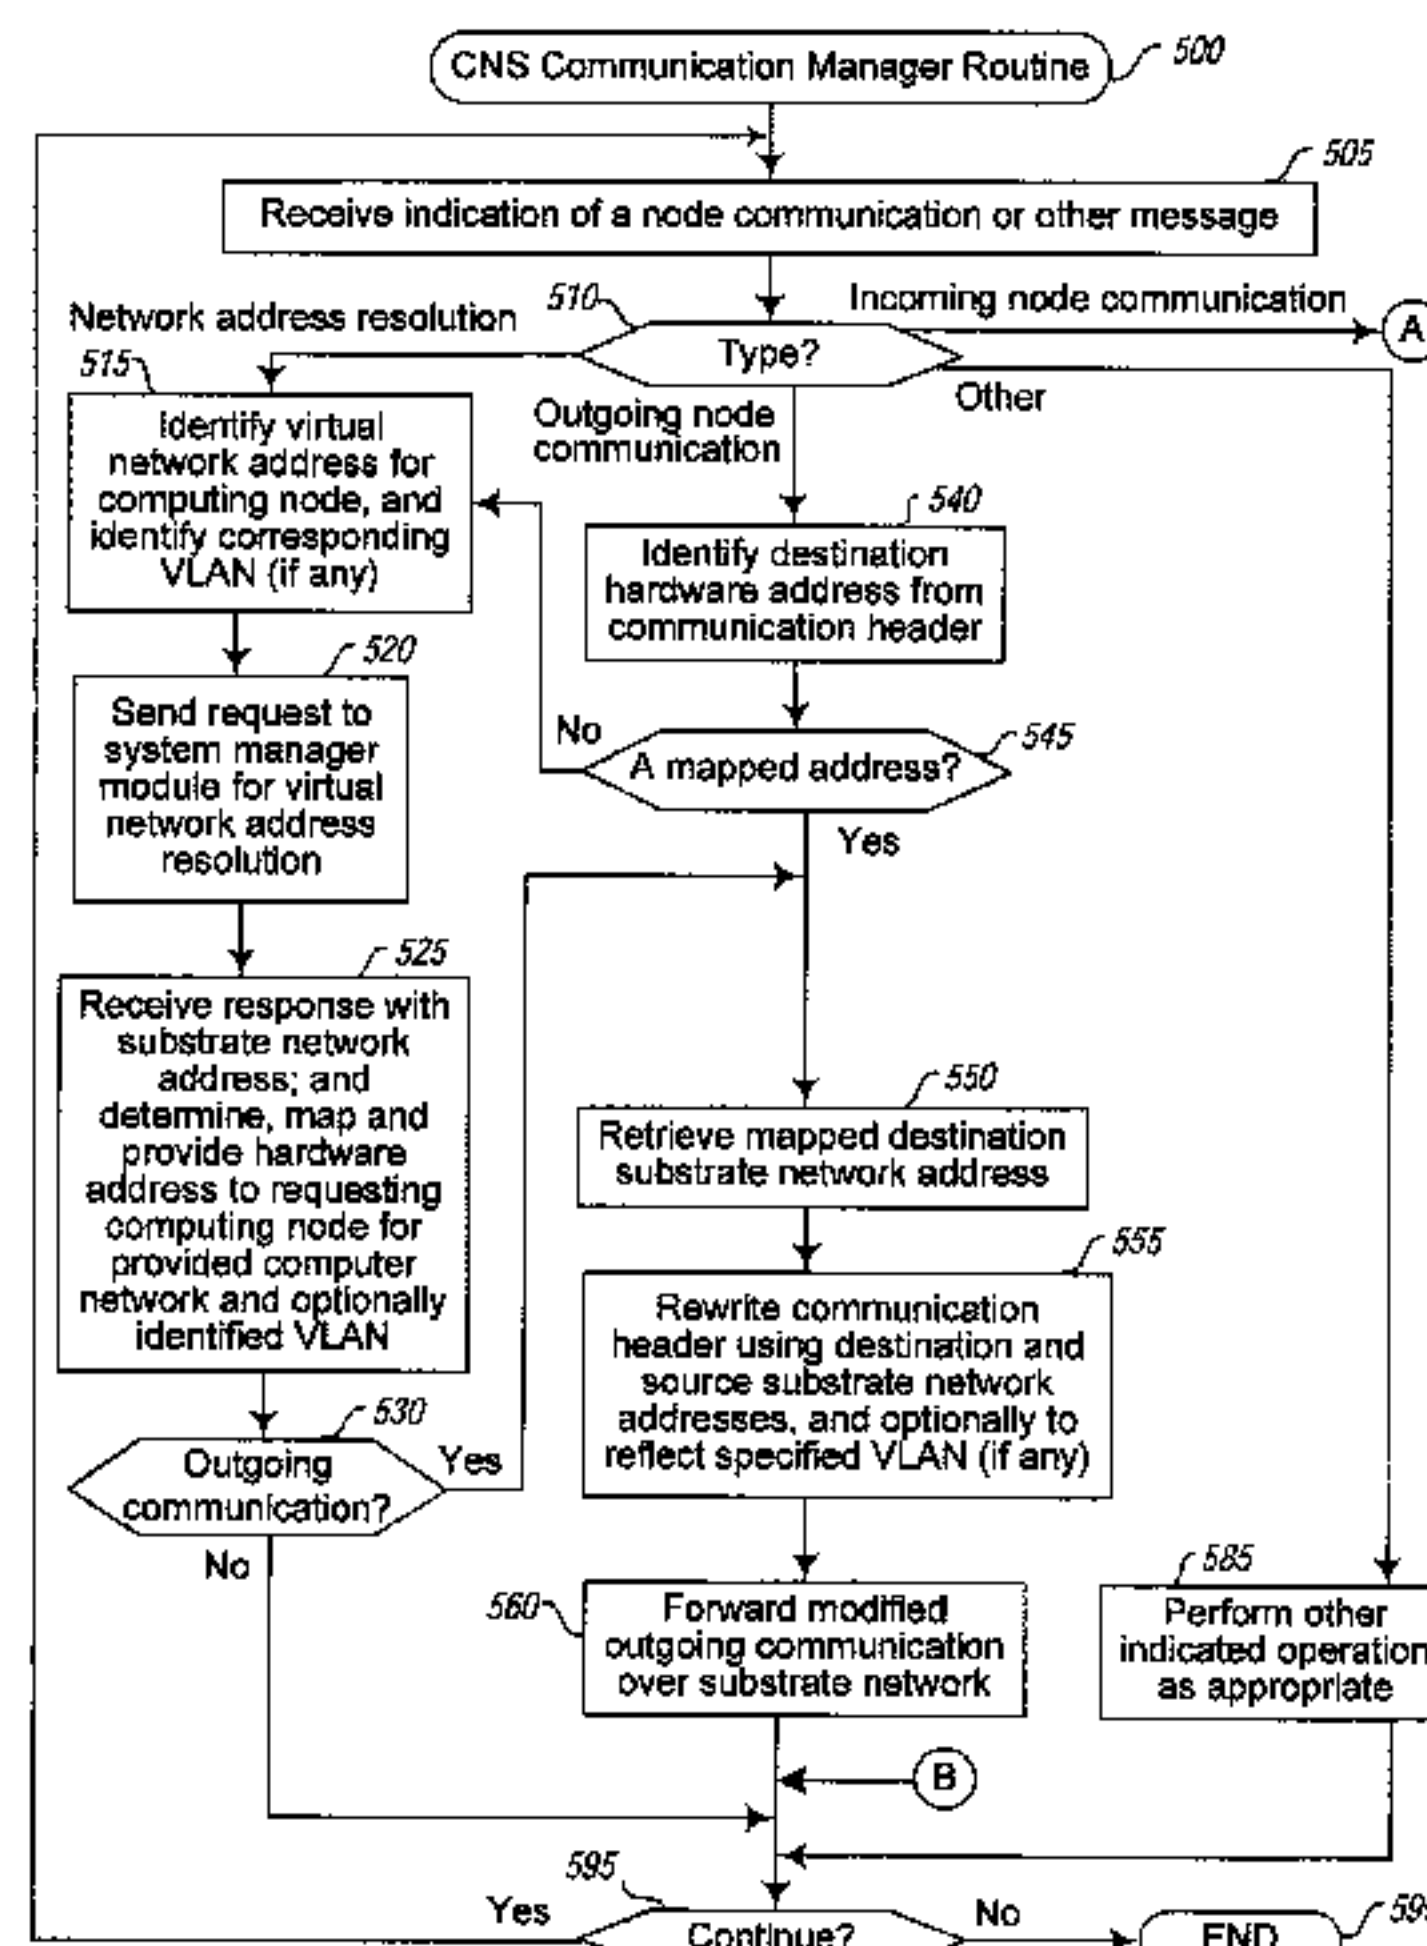 CNS Communication Manager Routine
500
505
Receive indication of a node communication or other message
Network address resolution
510
Incoming node communication
A
Type?
Other
515
Identify virtual
network address for
computing node, and
identify corresponding
VLAN (if any)
Outgoing node
communication
540
Identify destination
hardware address from
communication header
520
Send request to
system manager
module for virtual
network address
resolution
No
545
A mapped address?
Yes
525
Receive response with
substrate network
address; and
determine, map and
provide hardware
address to requesting
computing node for
provided computer
network and optionally
identified VLAN
550
Retrieve mapped destination
substrate network address
555
Rewrite communication
header using destination and
source substrate network
addresses, and optionally to
reflect specified VLAN (if any)
530
Outgoing
communication?
Yes
No
560
Forward modified
outgoing communication
over substrate network
585
Perform other
indicated operation
as appropriate
B
595
Yes
Continue?
No
END